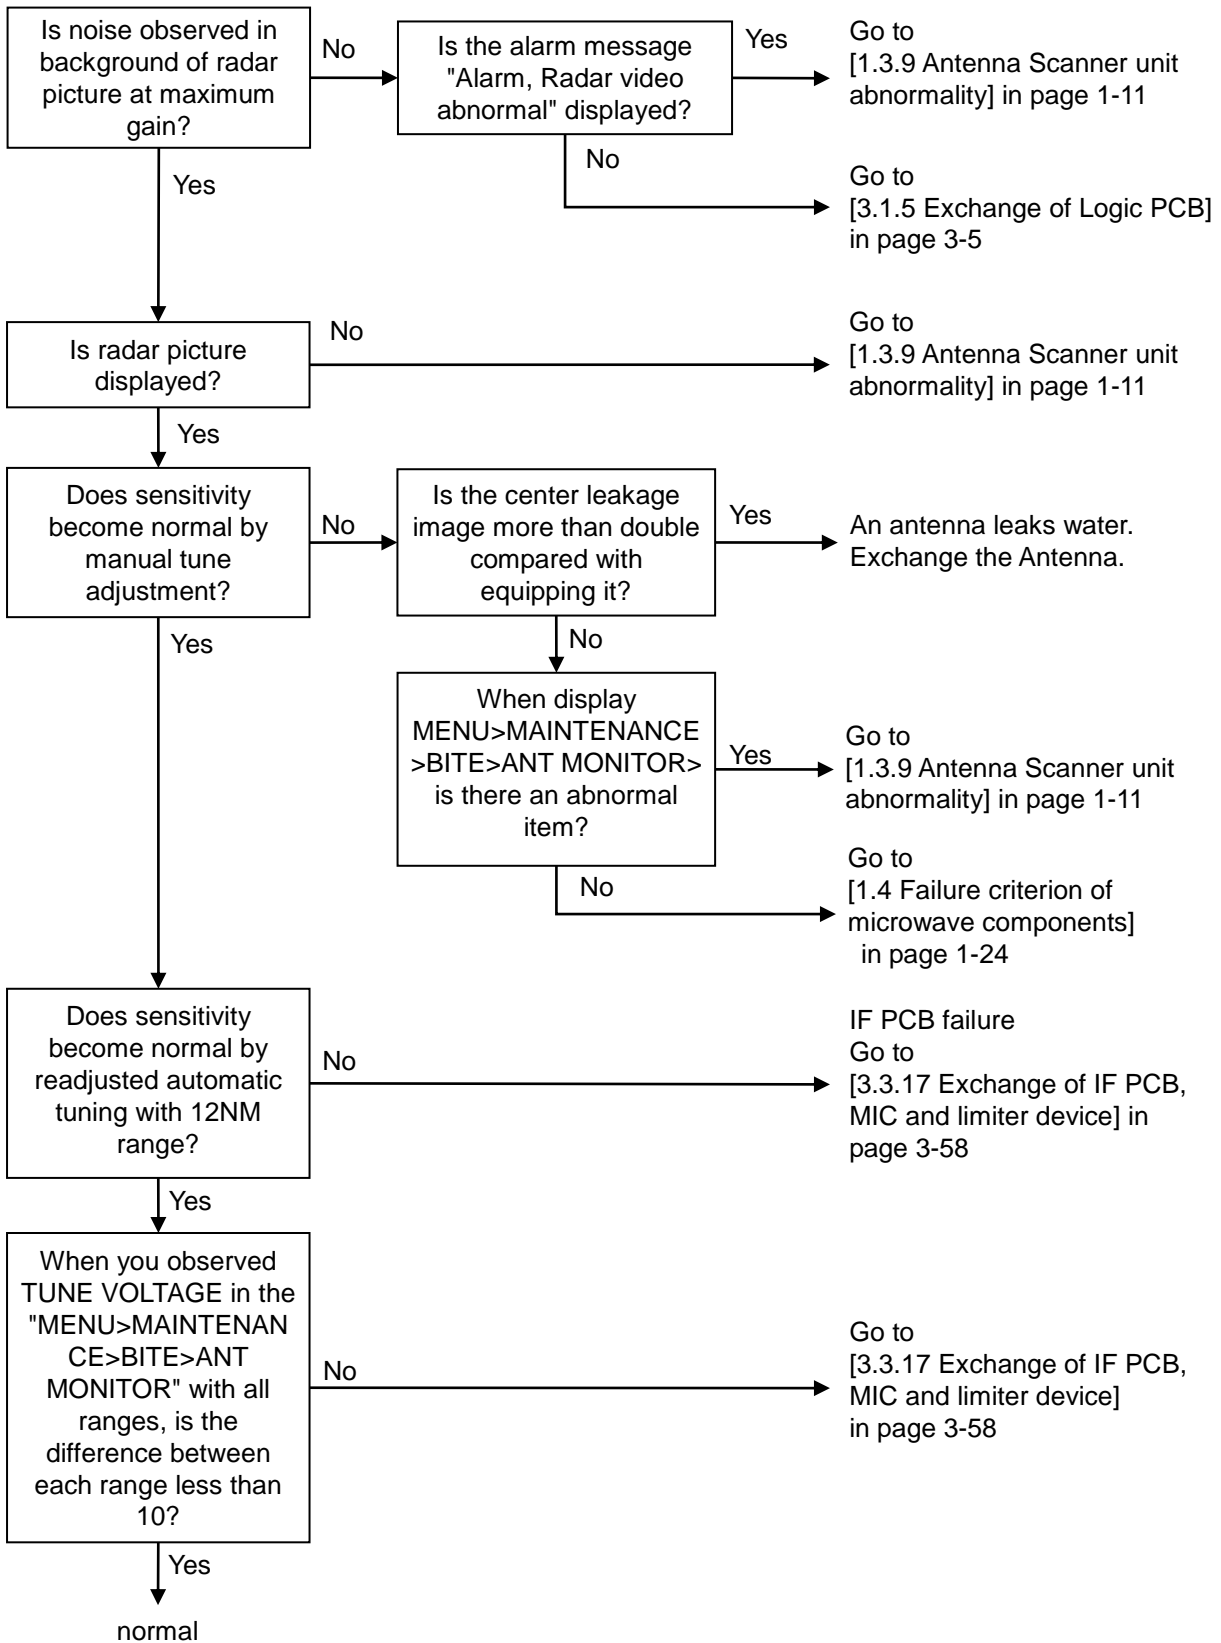 Is noise observed in
background of radar
picture at maximum
gain?
No
Is the alarm message
"Alarm, Radar video
abnormal" displayed?
Yes
Go to
[1.3.9 Antenna Scanner unit
abnormality] in page 1-11
No
Go to
[3.1.5 Exchange of Logic PCB]
in page 3-5
Yes
Is radar picture
displayed?
No
Go to
[1.3.9 Antenna Scanner unit
abnormality] in page 1-11
Yes
Does sensitivity
become normal by
manual tune
adjustment?
No
Is the center leakage
image more than double
compared with
equipping it?
Yes
An antenna leaks water.
Exchange the Antenna.
No
When display
MENU>MAINTENANCE
>BITE>ANT MONITOR>
is there an abnormal
item?
Yes
Go to
[1.3.9 Antenna Scanner unit
abnormality] in page 1-11
No
Go to
[1.4 Failure criterion of
microwave components]
in page 1-24
Yes
Does sensitivity
become normal by
readjusted automatic
tuning with 12NM
range?
No
IF PCB failure
Go to
[3.3.17 Exchange of IF PCB,
MIC and limiter device] in
page 3-58
Yes
When you observed
TUNE VOLTAGE in the
"MENU>MAINTENAN
CE>BITE>ANT
MONITOR" with all
ranges, is the
difference between
each range less than
10?
No
Go to
[3.3.17 Exchange of IF PCB,
MIC and limiter device]
in page 3-58
Yes
normal